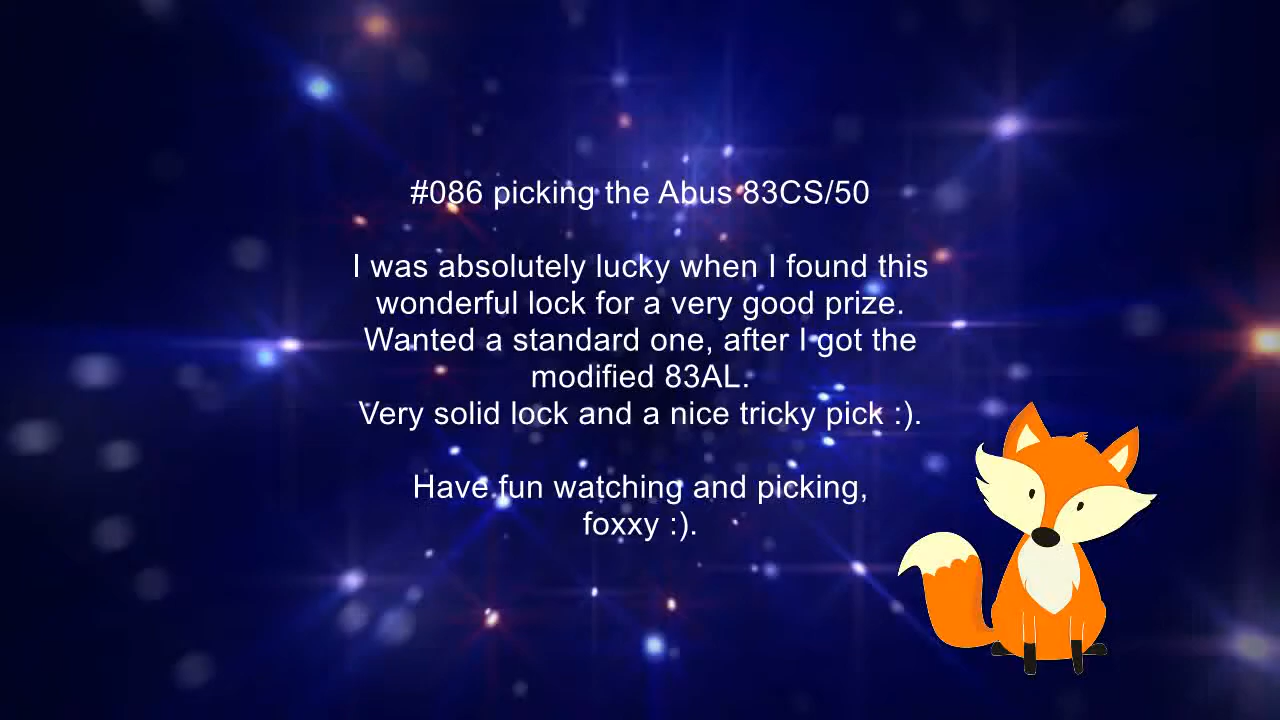 #086 picking the Abus 83CS/50
I was absolutely lucky when I found this
wonderful lock for a very good prize.
Wanted a standard one, after I got the
modified 83AL.
Very solid lock and a nice tricky pick :).
Have fun watching and picking,
foxxy :).